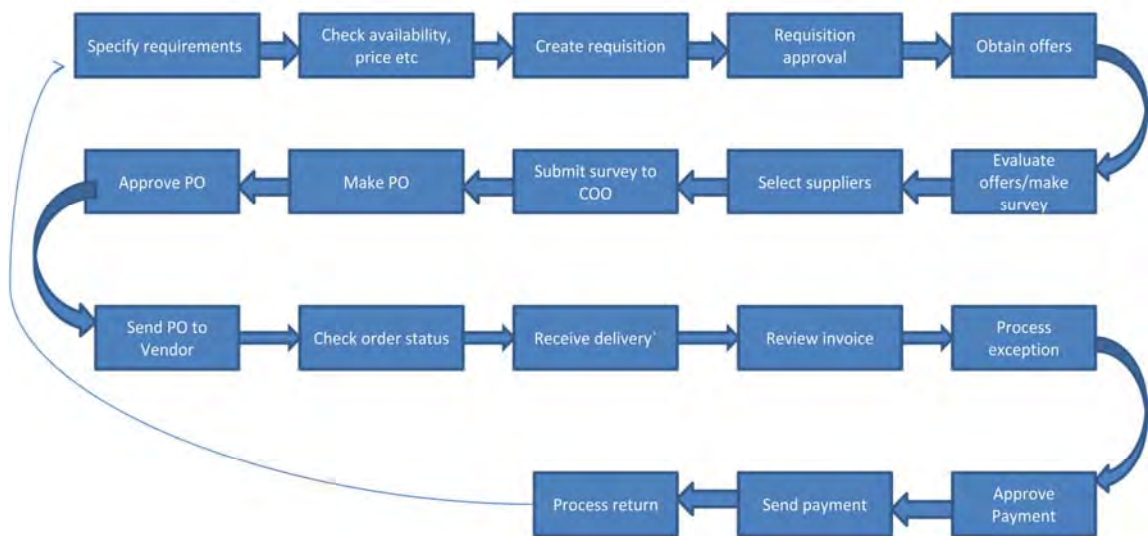 Specify requirements
Check availability,
price etc
Create requisition
Requisition
approval
Obtain offers
Evaluate
offers/make
survey
Select suppliers
Submit survey to
COO
Make PO
Approve PO
Send PO to
Vendor
Check order status
Receive delivery`
Review invoice
Process
exception
Approve
Payment
Send payment
Process return